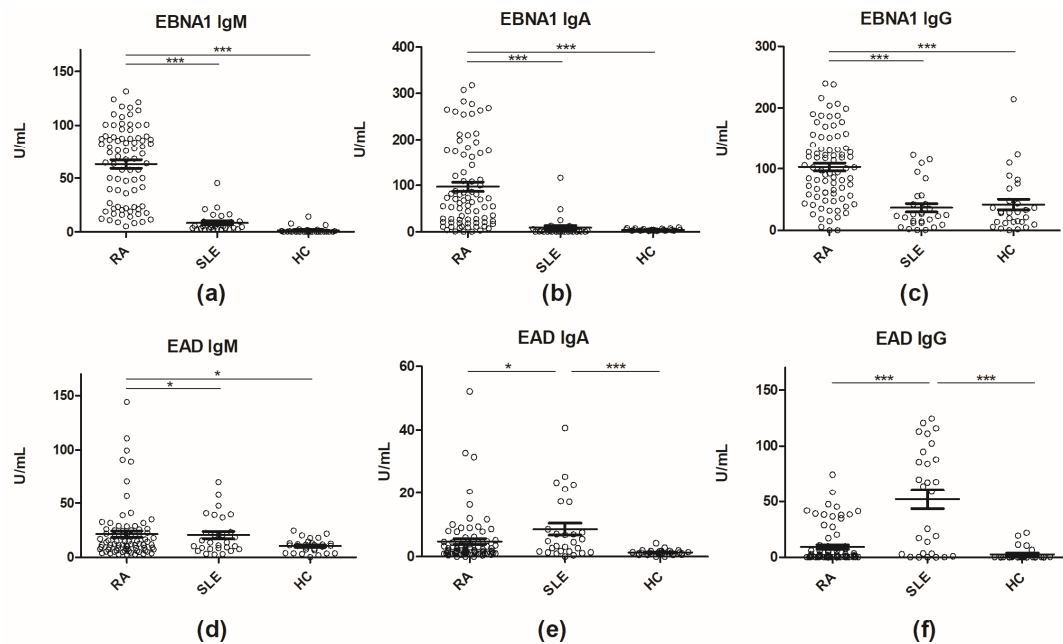 EBNA1 IgM
***
***
U/mL
150
100
50
0
RA
SLE
HC
(a)
EBNA1 IgA
***
***
U/mL
400
300
200
100
0
RA
SLE
HC
(b)
EBNA1 IgG
***
***
U/mL
300
200
100
0
RA
SLE
HC
(c)
EAD IgM
*
*
U/mL
150
100
50
0
RA
SLE
HC
(d)
EAD IgA
*
***
U/mL
60
40
20
0
RA
SLE
HC
(e)
EAD IgG
***
***
U/mL
150
100
50
0
RA
SLE
HC
(f)